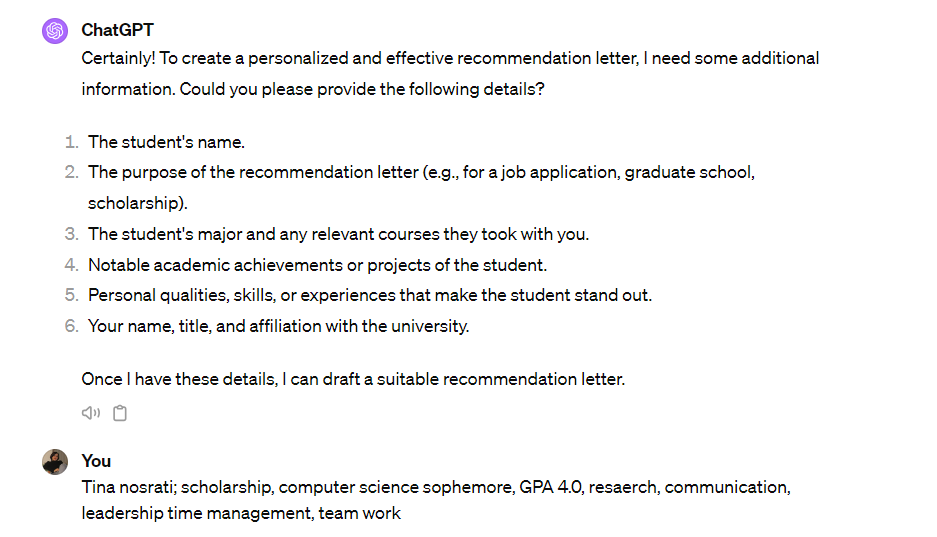 ChatGPT
Certainly! To create a personalized and effective recommendation letter, I need some additional
information. Could you please provide the following details?
1. The student's name.
2. The purpose of the recommendation letter (e.g., for a job application, graduate school,
scholarship).
3. The student's major and any relevant courses they took with you.
4. Notable academic achievements or projects of the student.
5. Personal qualities, skills, or experiences that make the student stand out.
6. Your name, title, and affiliation with the university.
Once I have these details, I can draft a suitable recommendation letter.
You
Tina nosrati; scholarship, computer science sophemore, GPA 4.0, resaerch, communication,
leadership time management, team work